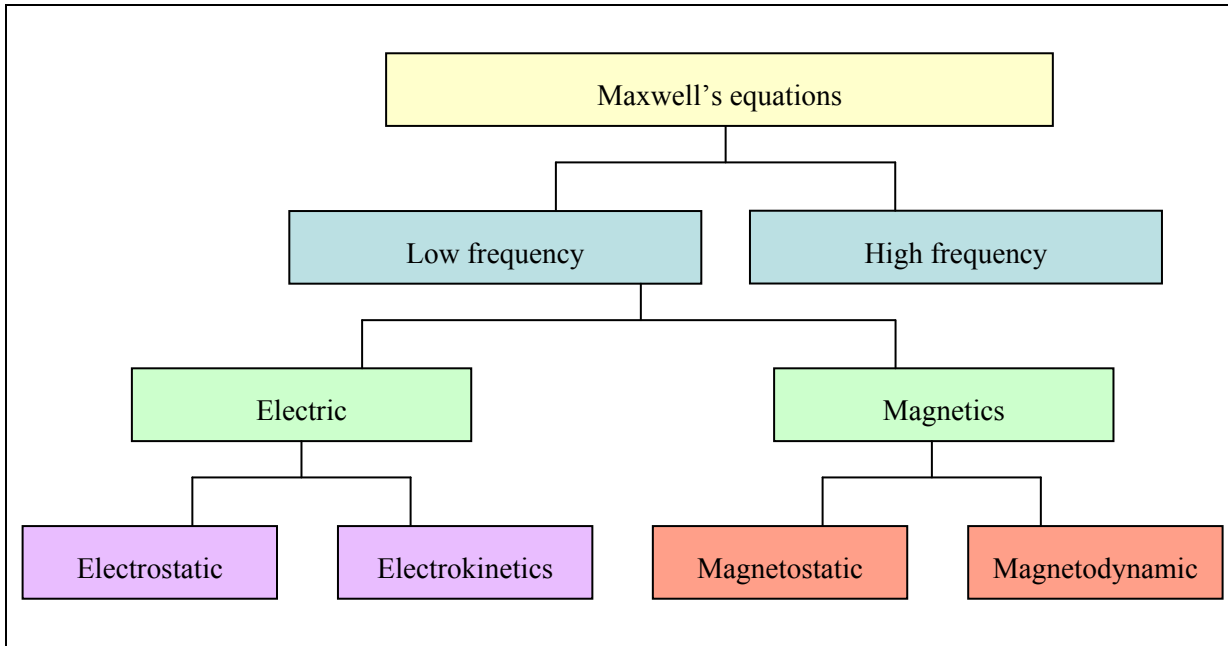 Maxwell’s equations
Low frequency
High frequency
Electric
Magnetics
Electrostatic
Electrokinetics
Magnetostatic
Magnetodynamic